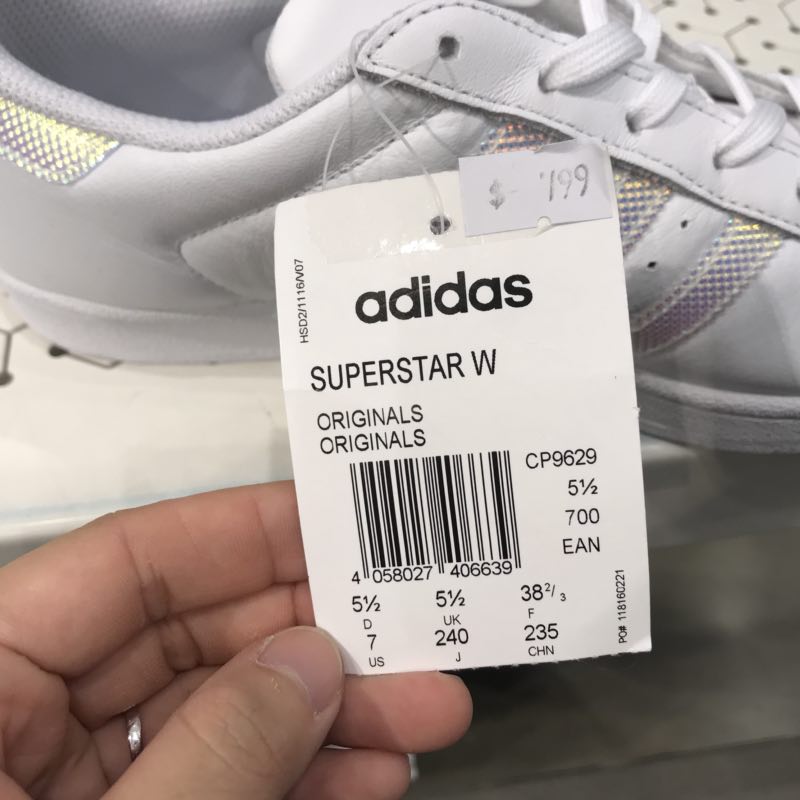 $ 199
HSD2/1116/V07
adidas
SUPERSTAR W
ORIGINALS
ORIGINALS
CP9629
5½
700
EAN
4 058027 406639
5½ 5½ 38²/₃
D UK F
7 240 235
US J CHN
PO# 118160221